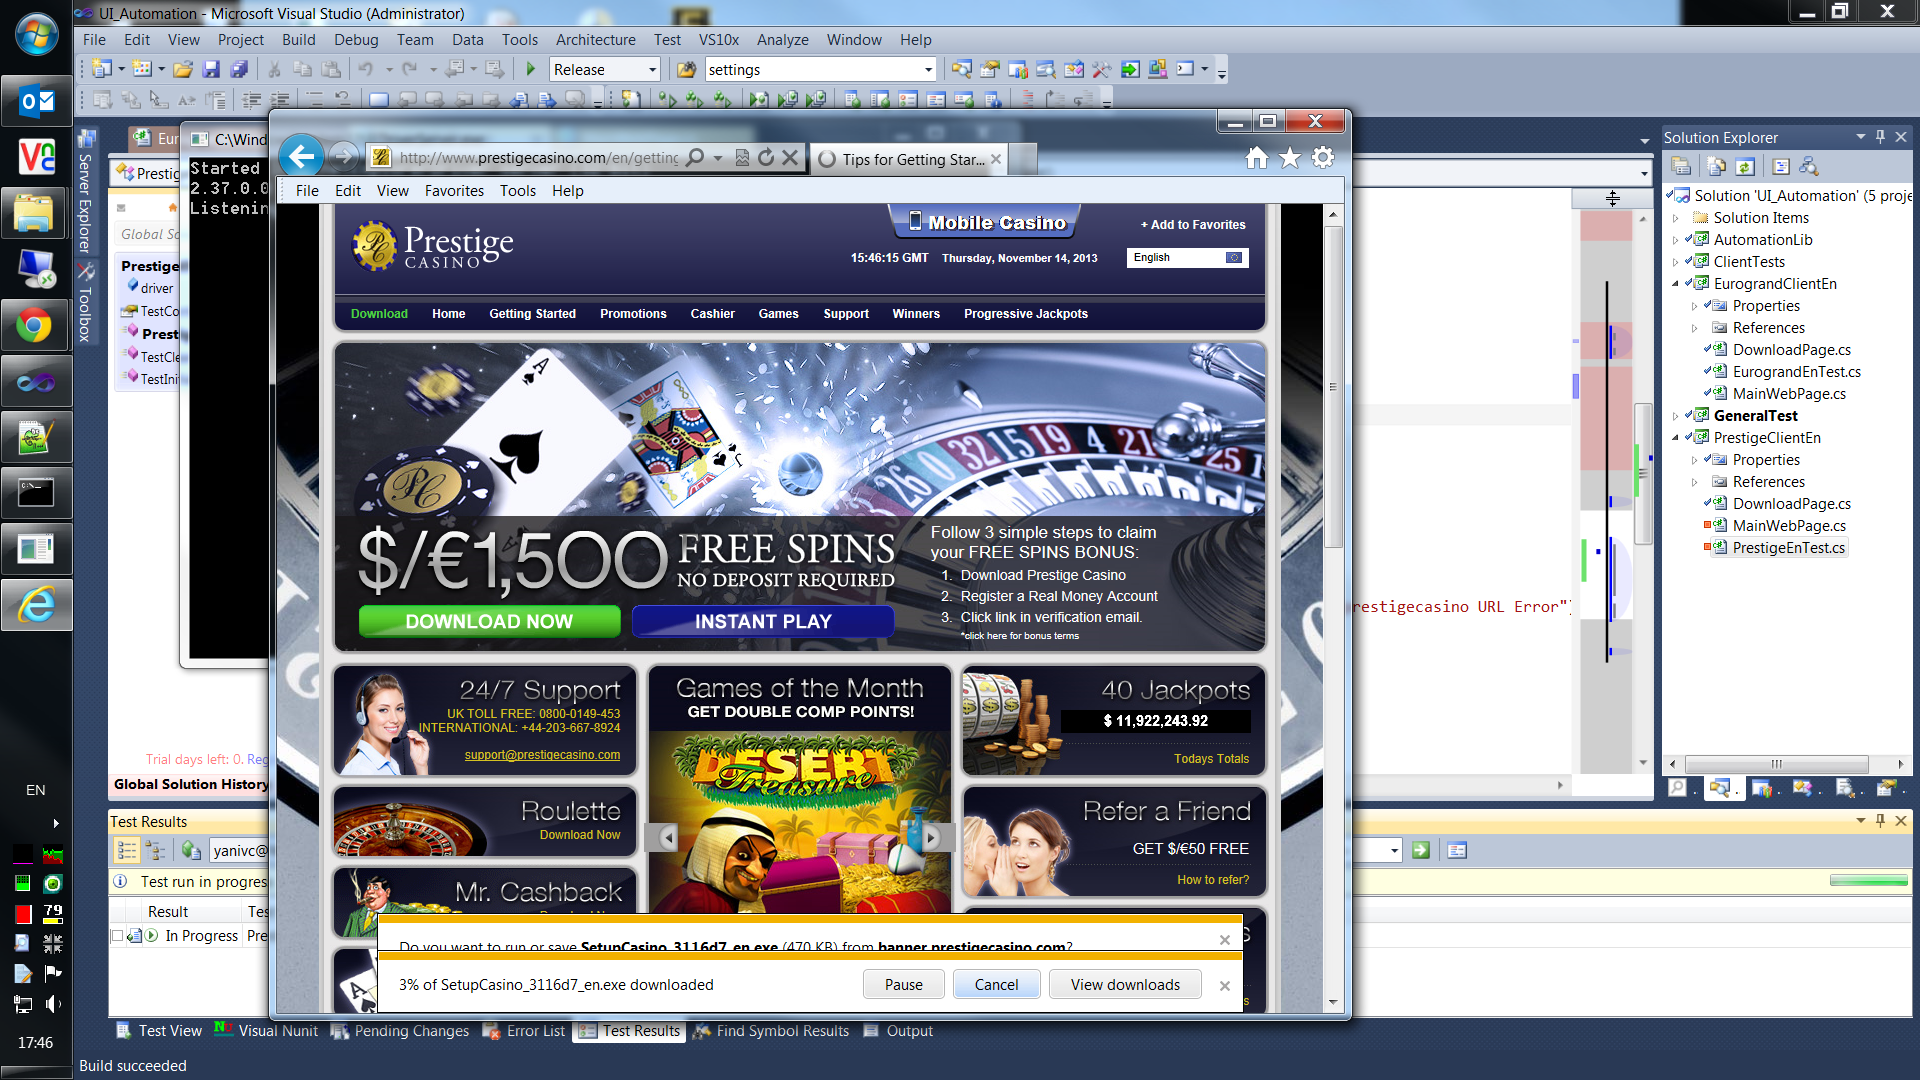 UI_Automation - Microsoft Visual Studio (Administrator)
File Edit View Project Build Debug Team Data Tools Architecture Test VS10x Analyze Window Help
Release
settings
Server Explorer
Toolbox
C:\Wind
Started
2.37.0.0
Listenin
Prestig
Prestige
driver
TestCo
Prest
TestCle
TestInit
Trial days left: 0.
Global Solution History
http://www.prestigecasino.com/en/getting
Tips for Getting Star...
File Edit View Favorites Tools Help
Prestige
CASINO
Mobile Casino
+ Add to Favorites
15:46:15 GMT Thursday, November 14, 2013
English
Download Home Getting Started Promotions Cashier Games Support Winners Progressive Jackpots
$/€1,500 FREE SPINS
NO DEPOSIT REQUIRED
DOWNLOAD NOW
INSTANT PLAY
Follow 3 simple steps to claim
your FREE SPINS BONUS:
1. Download Prestige Casino
2. Register a Real Money Account
3. Click link in verification email.
*click here for bonus terms
24/7 Support
UK TOLL FREE: 0800-0149-453
INTERNATIONAL: +44-203-667-8924
support@prestigecasino.com
Games of the Month
GET DOUBLE COMP POINTS!
DESERT
Treasure
40 Jackpots
$ 11,922,243.92
Todays Totals
Roulette
Download Now
Refer a Friend
GET $/€50 FREE
How to refer?
Mr. Cashback
Do you want to run or save SetupCasino_3116d7_en.exe (470 KB) from banner.prestigecasino.com?
3% of SetupCasino_3116d7_en.exe downloaded
Pause
Cancel
View downloads
restigecasino URL Error"
Solution Explorer
Solution 'UI_Automation' (5 proje
Solution Items
AutomationLib
ClientTests
EurograndClientEn
Properties
References
DownloadPage.cs
EurograndEnTest.cs
MainWebPage.cs
GeneralTest
PrestigeClientEn
Properties
References
DownloadPage.cs
MainWebPage.cs
PrestigeEnTest.cs
Test Results
yanivc@
Test run in progres
Result Tes
In Progress Pre
Test View Visual Nunit Pending Changes Error List Test Results Find Symbol Results Output
Build succeeded
EN
79
17:46